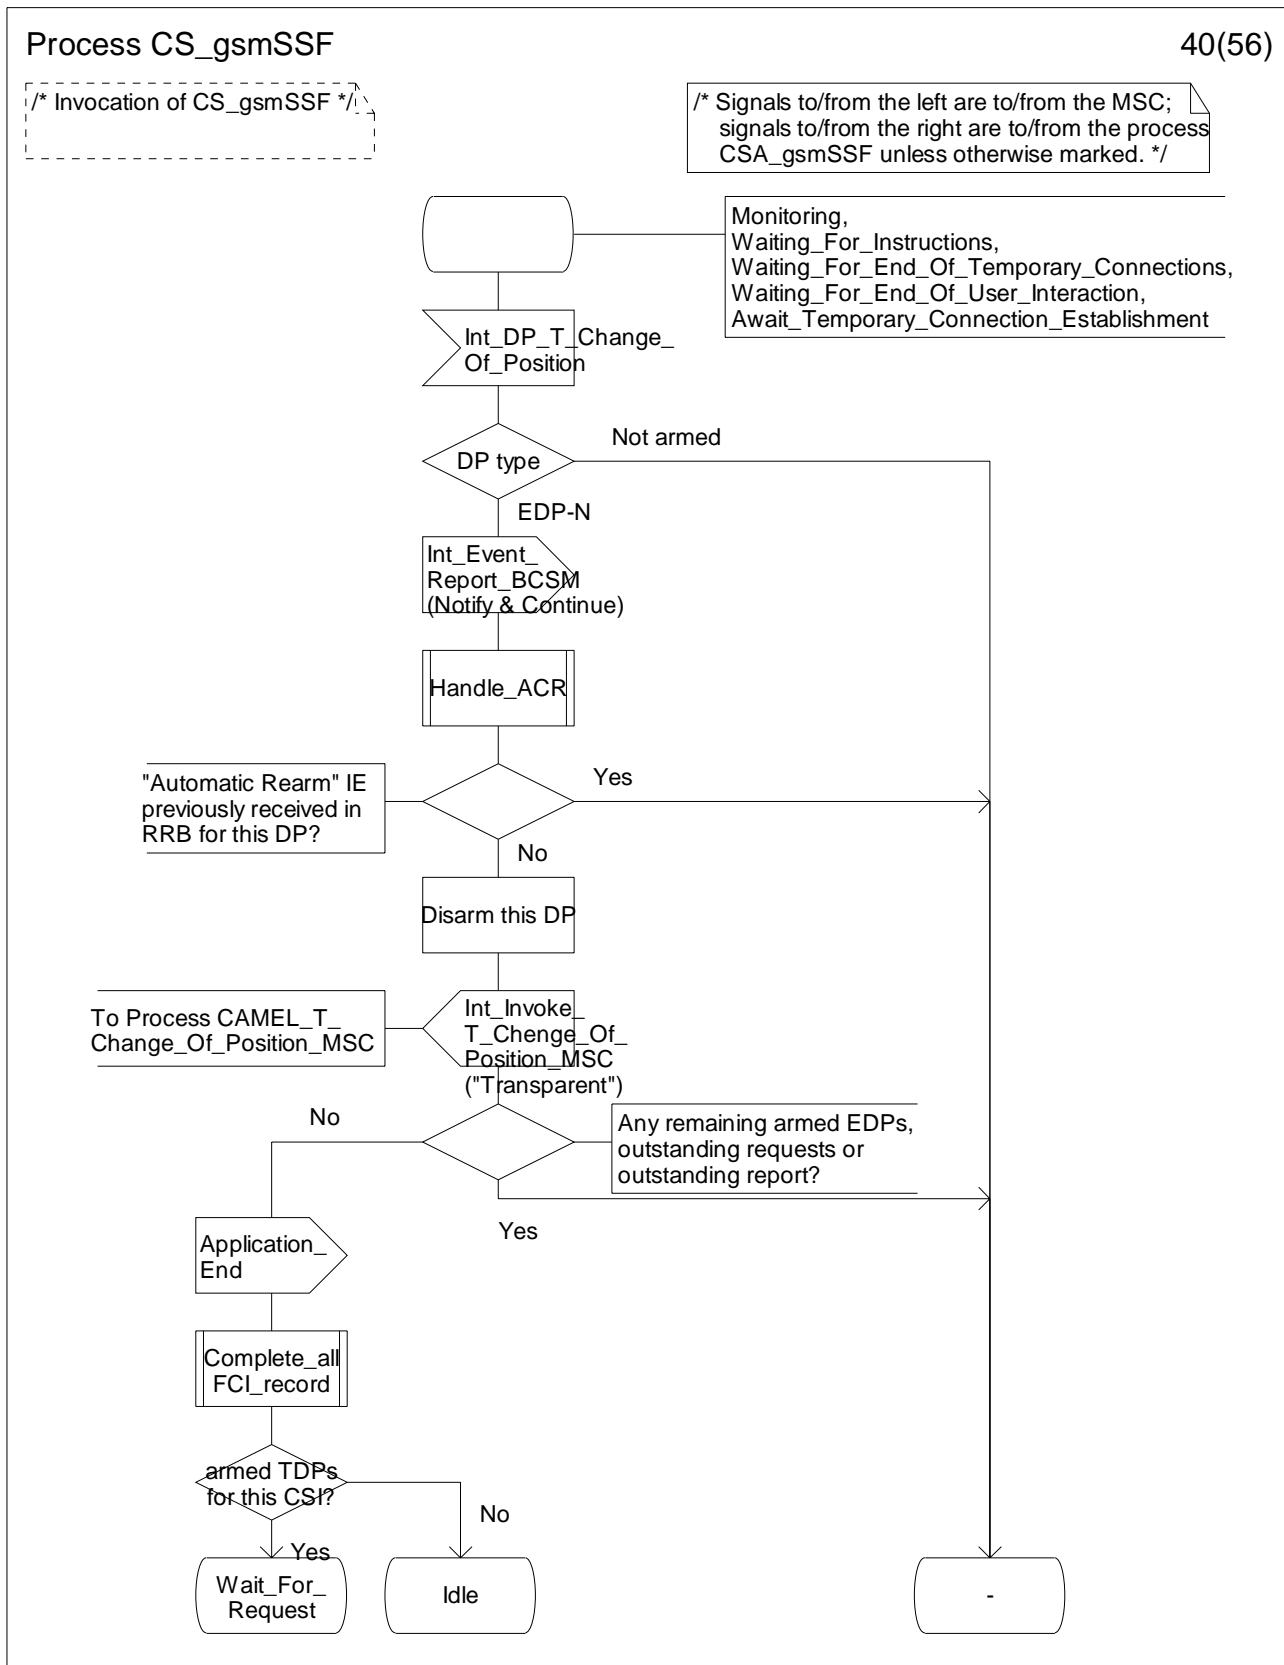 Process CS_gsmSSF
40(56)
/* Invocation of CS_gsmSSF */
/* Signals to/from the left are to/from the MSC;
signals to/from the right are to/from the process
CSA_gsmSSF unless otherwise marked. */
Monitoring,
Waiting_For_Instructions,
Waiting_For_End_Of_Temporary_Connections,
Waiting_For_End_Of_User_Interaction,
Await_Temporary_Connection_Establishment
Int_DP_T_Change_
Of_Position
Not armed
DP type
EDP-N
Int_Event_
Report_BCSM
(Notify & Continue)
Handle_ACR
"Automatic Rearm" IE
previously received in
RRB for this DP?
Yes
No
Disarm this DP
To Process CAMEL_T_
Change_Of_Position_MSC
Int_Invoke_
T_Chenge_Of_
Position_MSC
("Transparent")
No
Any remaining armed EDPs,
outstanding requests or
outstanding report?
Yes
Application_
End
Complete_all
FCI_record
armed TDPs
for this CSI?
No
Yes
Wait_For_
Request
Idle
-